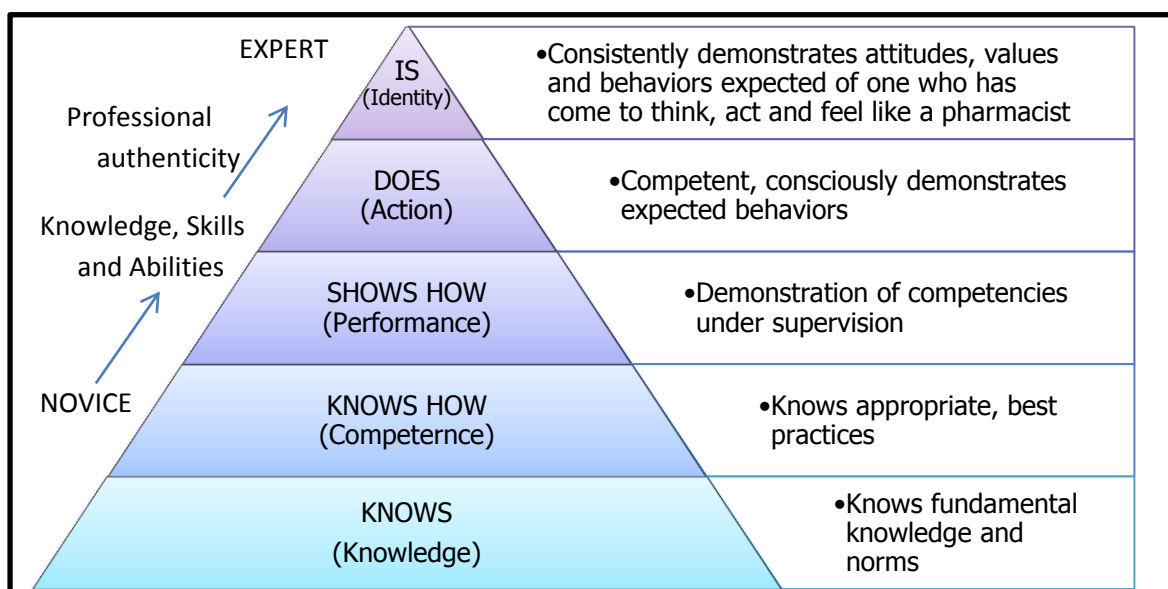 EXPERT
Professional
authenticity
Knowledge, Skills
and Abilities
NOVICE
IS
(Identity)
•Consistently demonstrates attitudes, values
and behaviors expected of one who has
come to think, act and feel like a pharmacist
DOES
(Action)
•Competent, consciously demonstrates
expected behaviors
SHOWS HOW
(Performance)
•Demonstration of competencies
under supervision
KNOWS HOW
(Competernce)
•Knows appropriate, best
practices
KNOWS
(Knowledge)
•Knows fundamental
knowledge and
norms